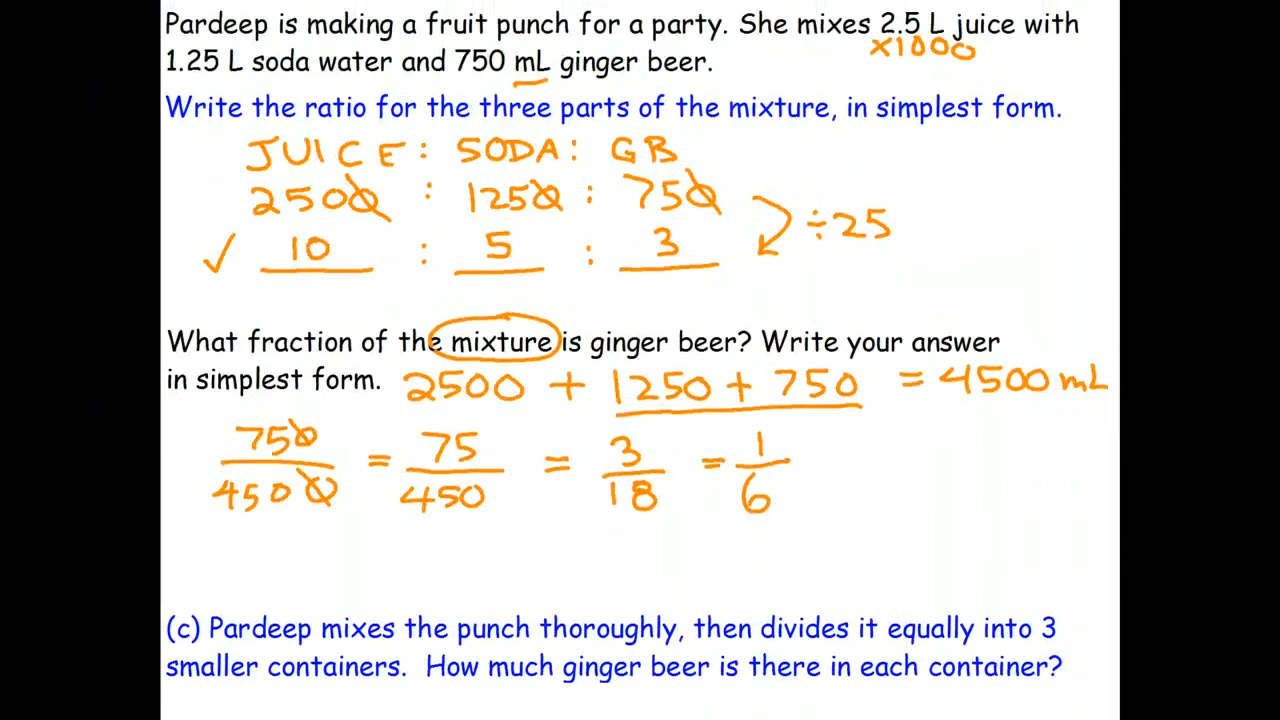 Pardeep is making a fruit punch for a party. She mixes 2.5 L juice with
×1000
1.25 L soda water and 750 mL ginger beer.
Write the ratio for the three parts of the mixture, in simplest form.
JUICE : SODA : GB
2500 : 1250 : 750
÷25
✓ 10 : 5 : 3
What fraction of the mixture is ginger beer? Write your answer
in simplest form. 2500 + 1250 + 750 = 4500 mL
750/4500 = 75/450 = 3/18 = 1/6
(c) Pardeep mixes the punch thoroughly, then divides it equally into 3
smaller containers. How much ginger beer is there in each container?